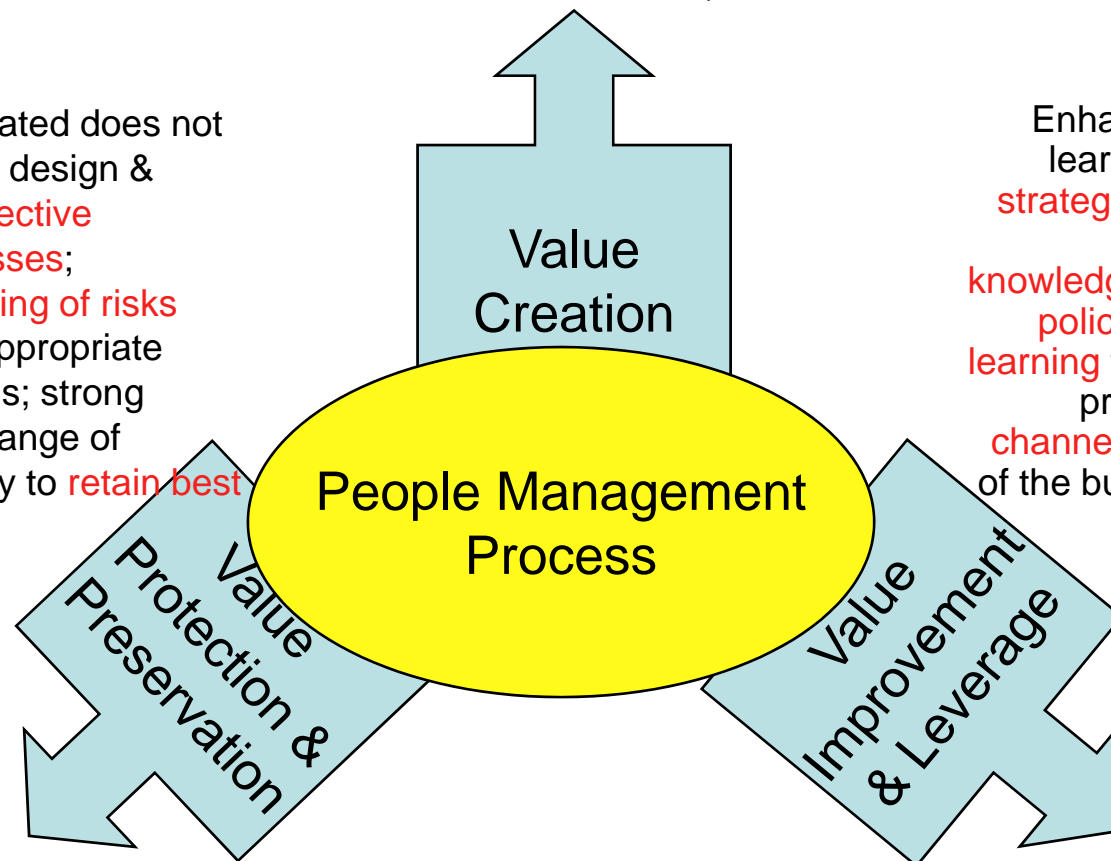 ated does not
design &
ective
sses;
ing of risks
ppropriate
s; strong
ange of
y to retain best
Enha
lear
strateg
knowledg
polic
learning
pr
channe
of the bu
Value
Creation
People Management
Process
Value
Protection &
Preservation
Value
Improvement
& Leverage